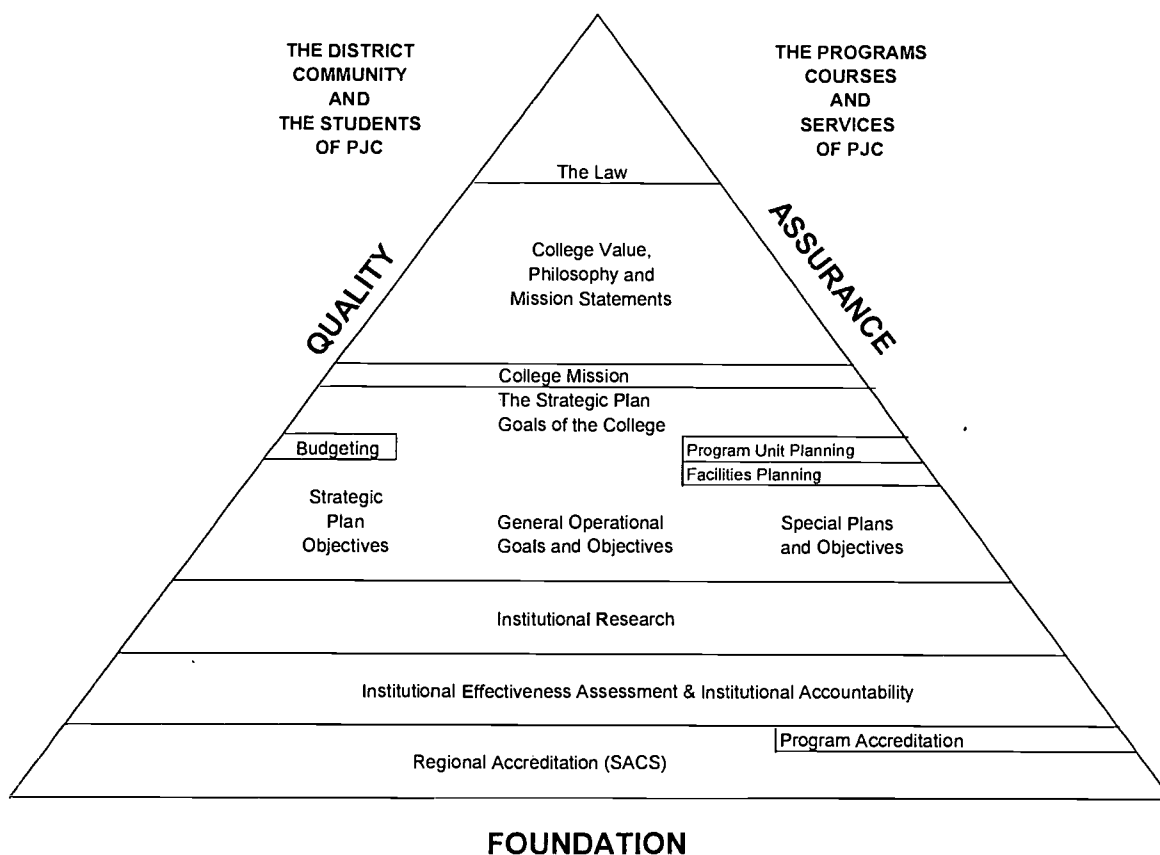 THE DISTRICT
COMMUNITY
AND
THE STUDENTS
OF PJC
THE PROGRAMS
COURSES
AND
SERVICES
OF PJC
The Law
QUALITY
ASSURANCE
College Value,
Philosophy and
Mission Statements
College Mission
The Strategic Plan
Goals of the College
Budgeting
Program Unit Planning
Facilities Planning
Strategic
Plan
Objectives
General Operational
Goals and Objectives
Special Plans
and Objectives
Institutional Research
Institutional Effectiveness Assessment & Institutional Accountability
Program Accreditation
Regional Accreditation (SACS)
FOUNDATION